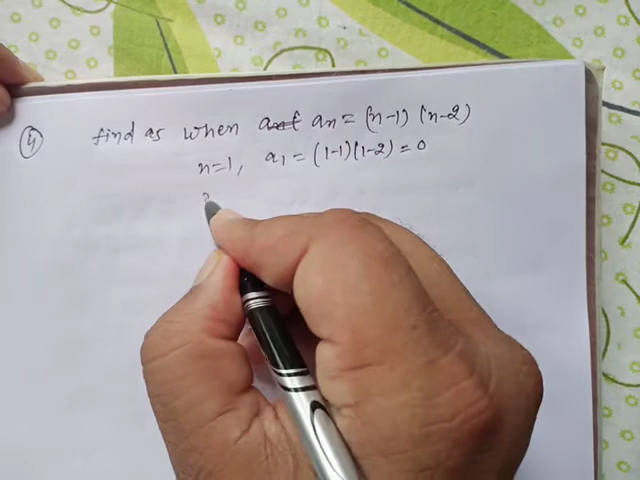 (4) find a5 when an = (n-1) (n-2)
n=1, a1 = (1-1)(1-2) = 0